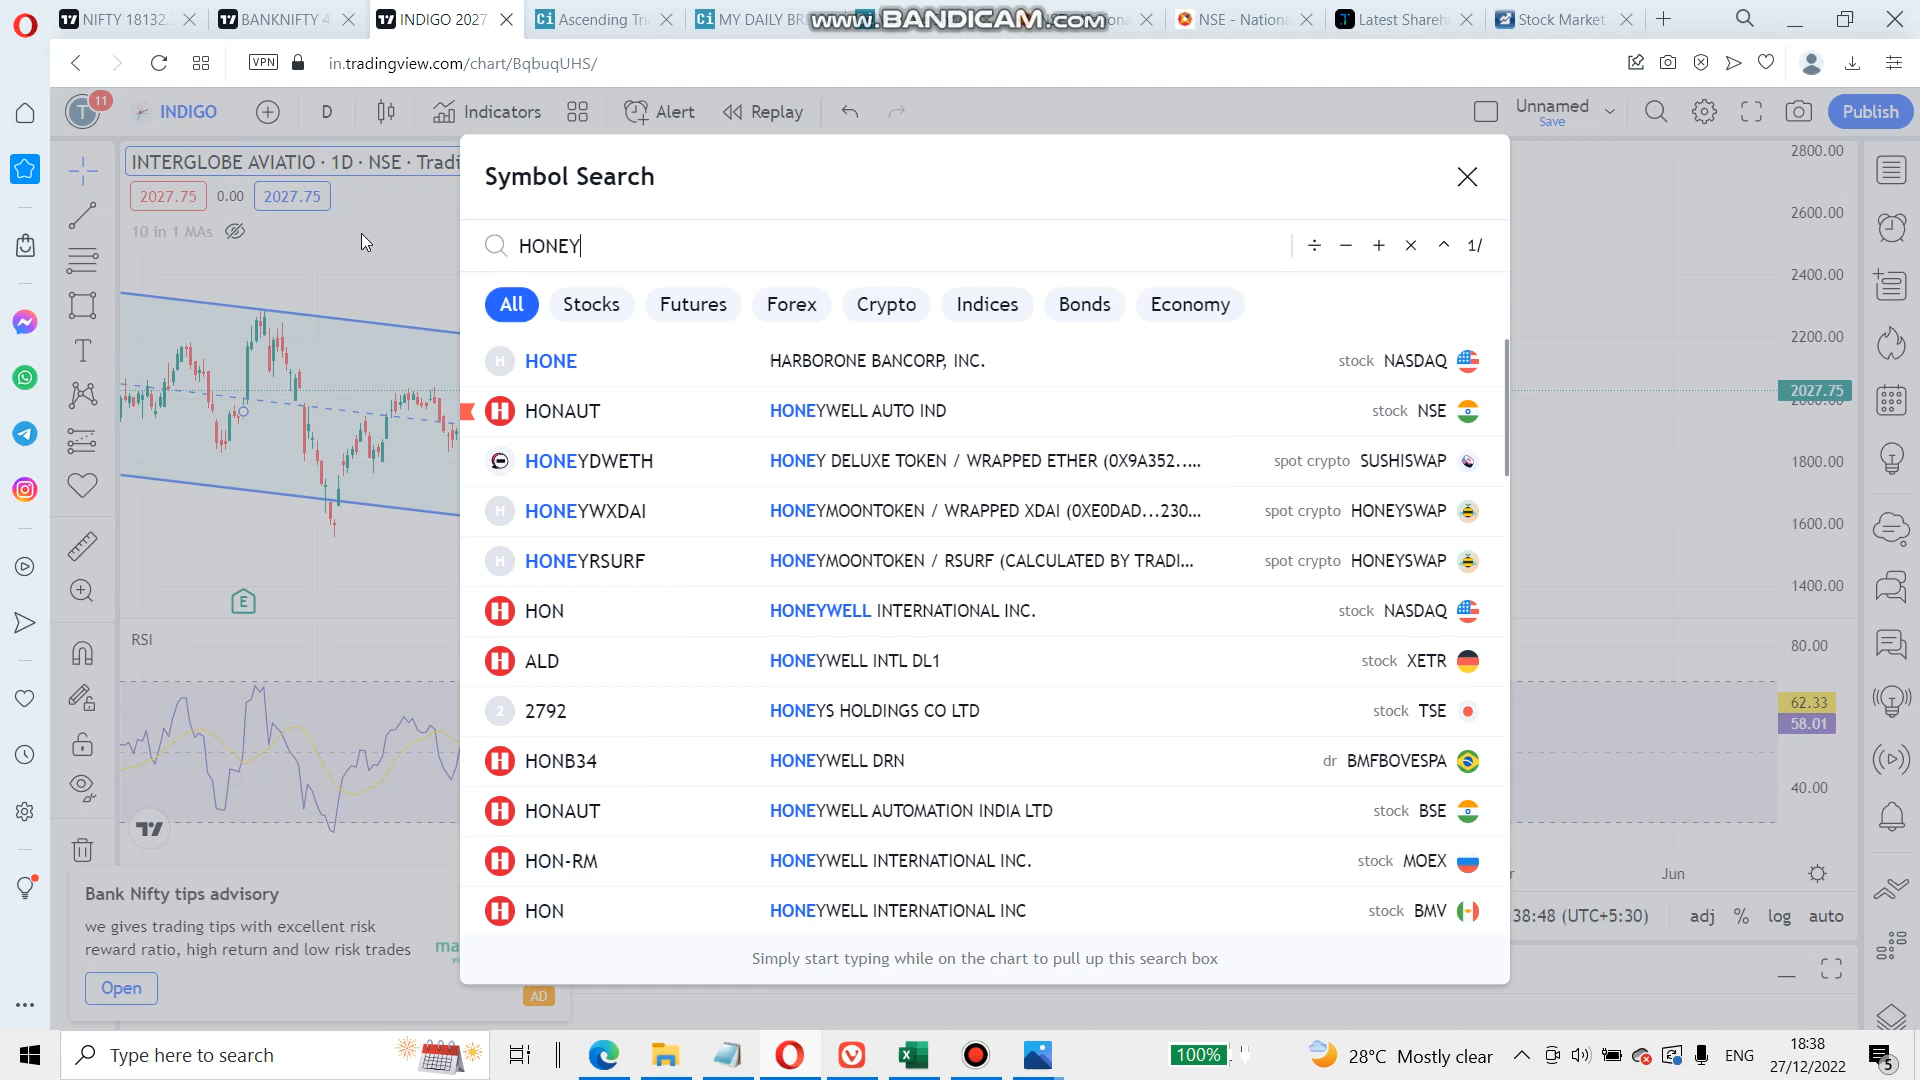 NIFTY 18132.
BANKNIFTY 4
INDIGO 2027.
Ascending Tri
MY DAILY BR
www.BANDICAM.com
NSE - Nationa
Latest Shareh
Stock Market
VPN
in.tradingview.com/chart/BqbuqUHS/
T 11
INDIGO
D
Indicators
Alert
Replay
Unnamed
Save
Publish
INTERGLOBE AVIATIO · 1D · NSE · Tradi
2027.75 0.00 2027.75
10 in 1 MAs
Symbol Search
HONEY
÷ − + × ^ 1/
All Stocks Futures Forex Crypto Indices Bonds Economy
HONE HARBORONE BANCORP, INC. stock NASDAQ
HONAUT HONEYWELL AUTO IND stock NSE
HONEYDWETH HONEY DELUXE TOKEN / WRAPPED ETHER (0X9A352..... spot crypto SUSHISWAP
HONEYWXDAI HONEYMOONTOKEN / WRAPPED XDAI (0XE0DAD...230... spot crypto HONEYSWAP
HONEYRSURF HONEYMOONTOKEN / RSURF (CALCULATED BY TRADI... spot crypto HONEYSWAP
HON HONEYWELL INTERNATIONAL INC. stock NASDAQ
ALD HONEYWELL INTL DL1 stock XETR
2 2792 HONEYS HOLDINGS CO LTD stock TSE
HONB34 HONEYWELL DRN dr BMFBOVESPA
HONAUT HONEYWELL AUTOMATION INDIA LTD stock BSE
HON-RM HONEYWELL INTERNATIONAL INC. stock MOEX
HON HONEYWELL INTERNATIONAL INC stock BMV
Simply start typing while on the chart to pull up this search box
2800.00
2600.00
2400.00
2200.00
2027.75
1800.00
1600.00
1400.00
80.00
62.33
58.01
40.00
E
RSI
Jun
38:48 (UTC+5:30) adj % log auto
Bank Nifty tips advisory
we gives trading tips with excellent risk
reward ratio, high return and low risk trades
ma
Open
AD
Type here to search
100%
28°C Mostly clear
ENG
18:38
27/12/2022
5